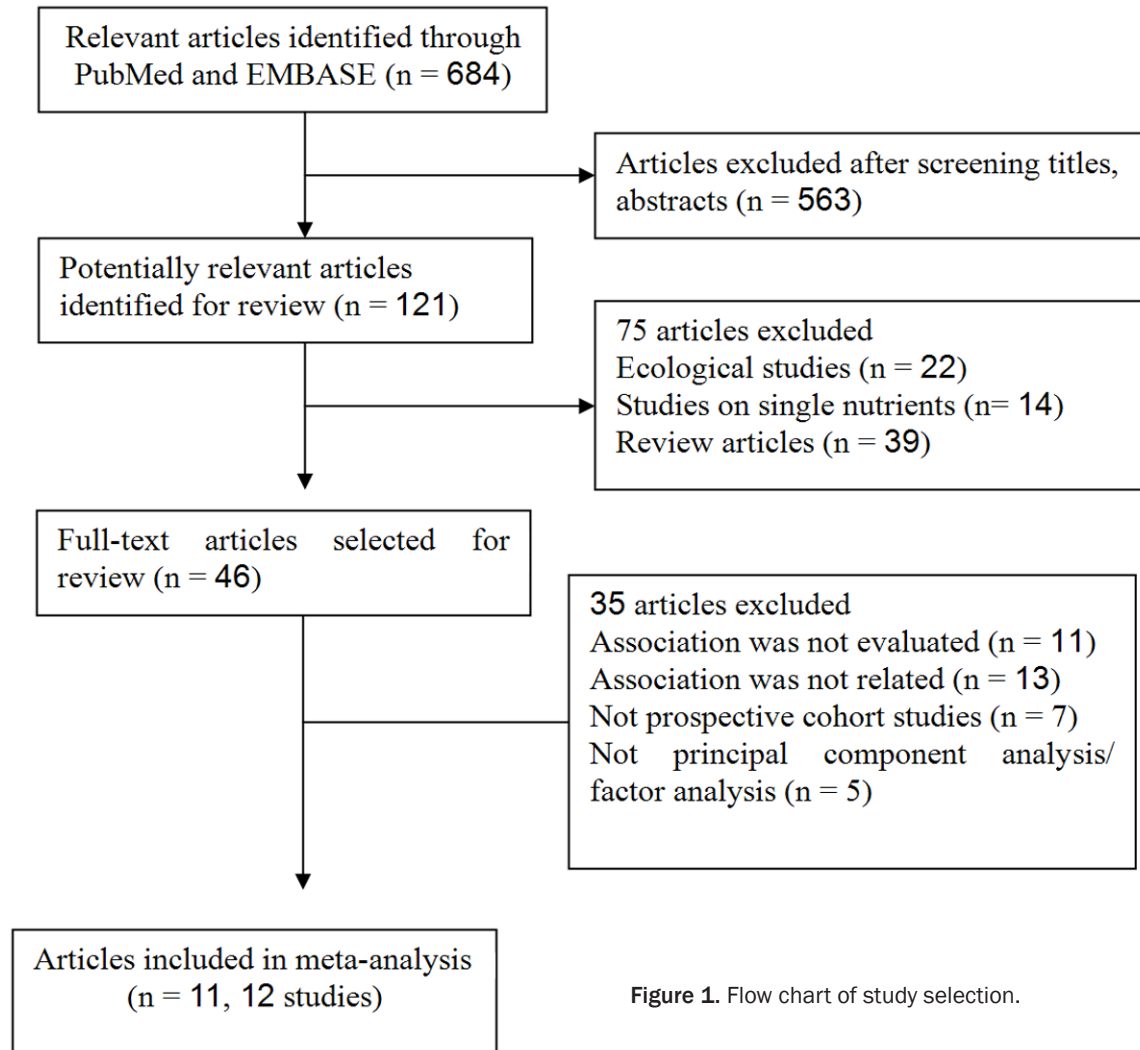 Relevant articles identified through
PubMed and EMBASE (n = 684)
Articles excluded after screening titles,
abstracts (n = 563)
Potentially relevant articles
identified for review (n = 121)
75 articles excluded
Ecological studies (n = 22)
Studies on single nutrients (n= 14)
Review articles (n = 39)
Full-text articles selected for
review (n = 46)
35 articles excluded
Association was not evaluated (n = 11)
Association was not related (n = 13)
Not prospective cohort studies (n = 7)
Not principal component analysis/
factor analysis (n = 5)
Articles included in meta-analysis
(n = 11, 12 studies)
Figure 1. Flow chart of study selection.